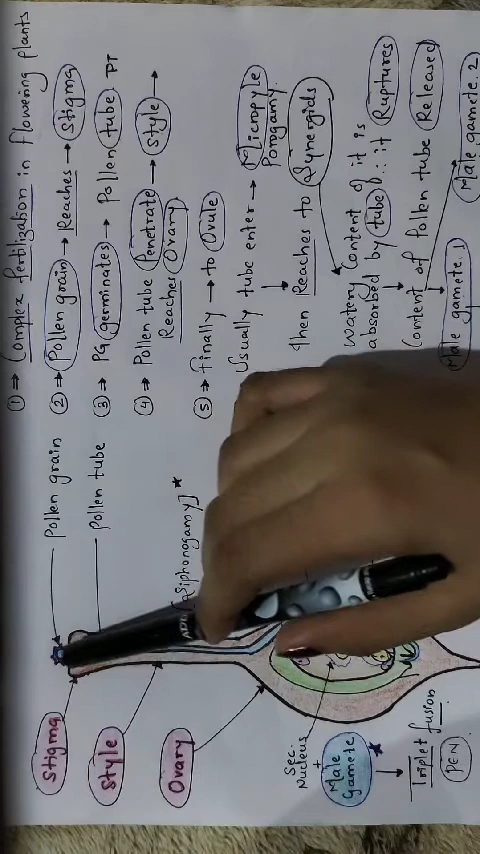 ① ⇒ Complex fertilization in flowering plants
② ⇒ Pollen grain → Reaches → Stigma
③ ⇒ PG germinates → Pollen tube PT
④ ⇒ Pollen tube Penetrate → Style →
Reaches Ovary
⑤ ⇒ Finally → to Ovule
Usually tube enter → Micropyle
Porogamy
↓
then Reaches to Synergids
Watery content of it is
absorbed by tube ∴ it Ruptures
↓
Content of Pollen tube Released
Male gamete.1
Male gamete.2
Pollen grain
pollen tube
[Siphonogamy] *
Stigma
Style
Ovary
Sec.
Nucleus
+
Male
Gamete
↓
Triplet fusion
PEN